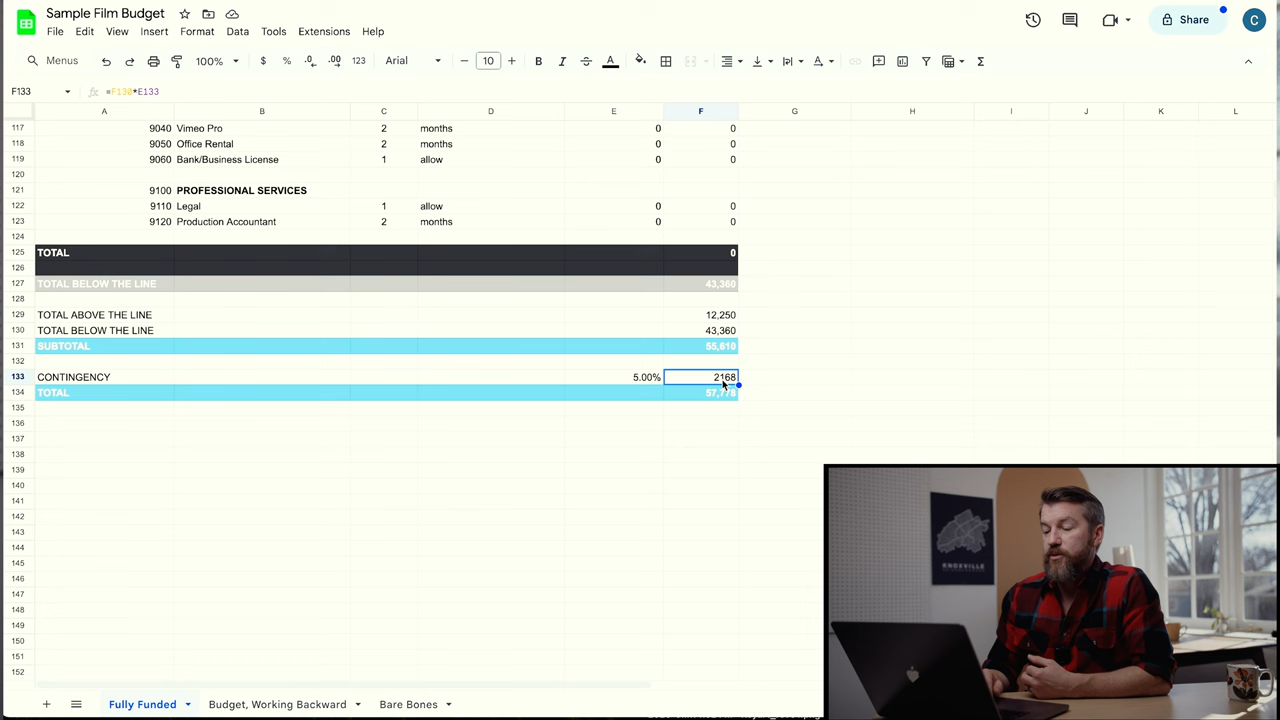 Sample Film Budget
File Edit View Insert Format Data Tools Extensions Help
Share
C
Menus 100% $ % .0 .00 123 Arial 10 B I A Σ
F133 fx =F130*E133
A B C D E F G H I J K L
117 9040 Vimeo Pro 2 months 0 0
118 9050 Office Rental 2 months 0 0
119 9060 Bank/Business License 1 allow 0 0
120
121 9100 PROFESSIONAL SERVICES
122 9110 Legal 1 allow 0 0
123 9120 Production Accountant 2 months 0 0
124
125 TOTAL 0
126
127 TOTAL BELOW THE LINE 43,360
128
129 TOTAL ABOVE THE LINE 12,250
130 TOTAL BELOW THE LINE 43,360
131 SUBTOTAL 55,610
132
133 CONTINGENCY 5.00% 2168
134 TOTAL 57,778
135
136
137
138
139
140
141
142
143
144
145
146
147
148
149
150
151
152
KNOXVILLE
Fully Funded Budget, Working Backward Bare Bones